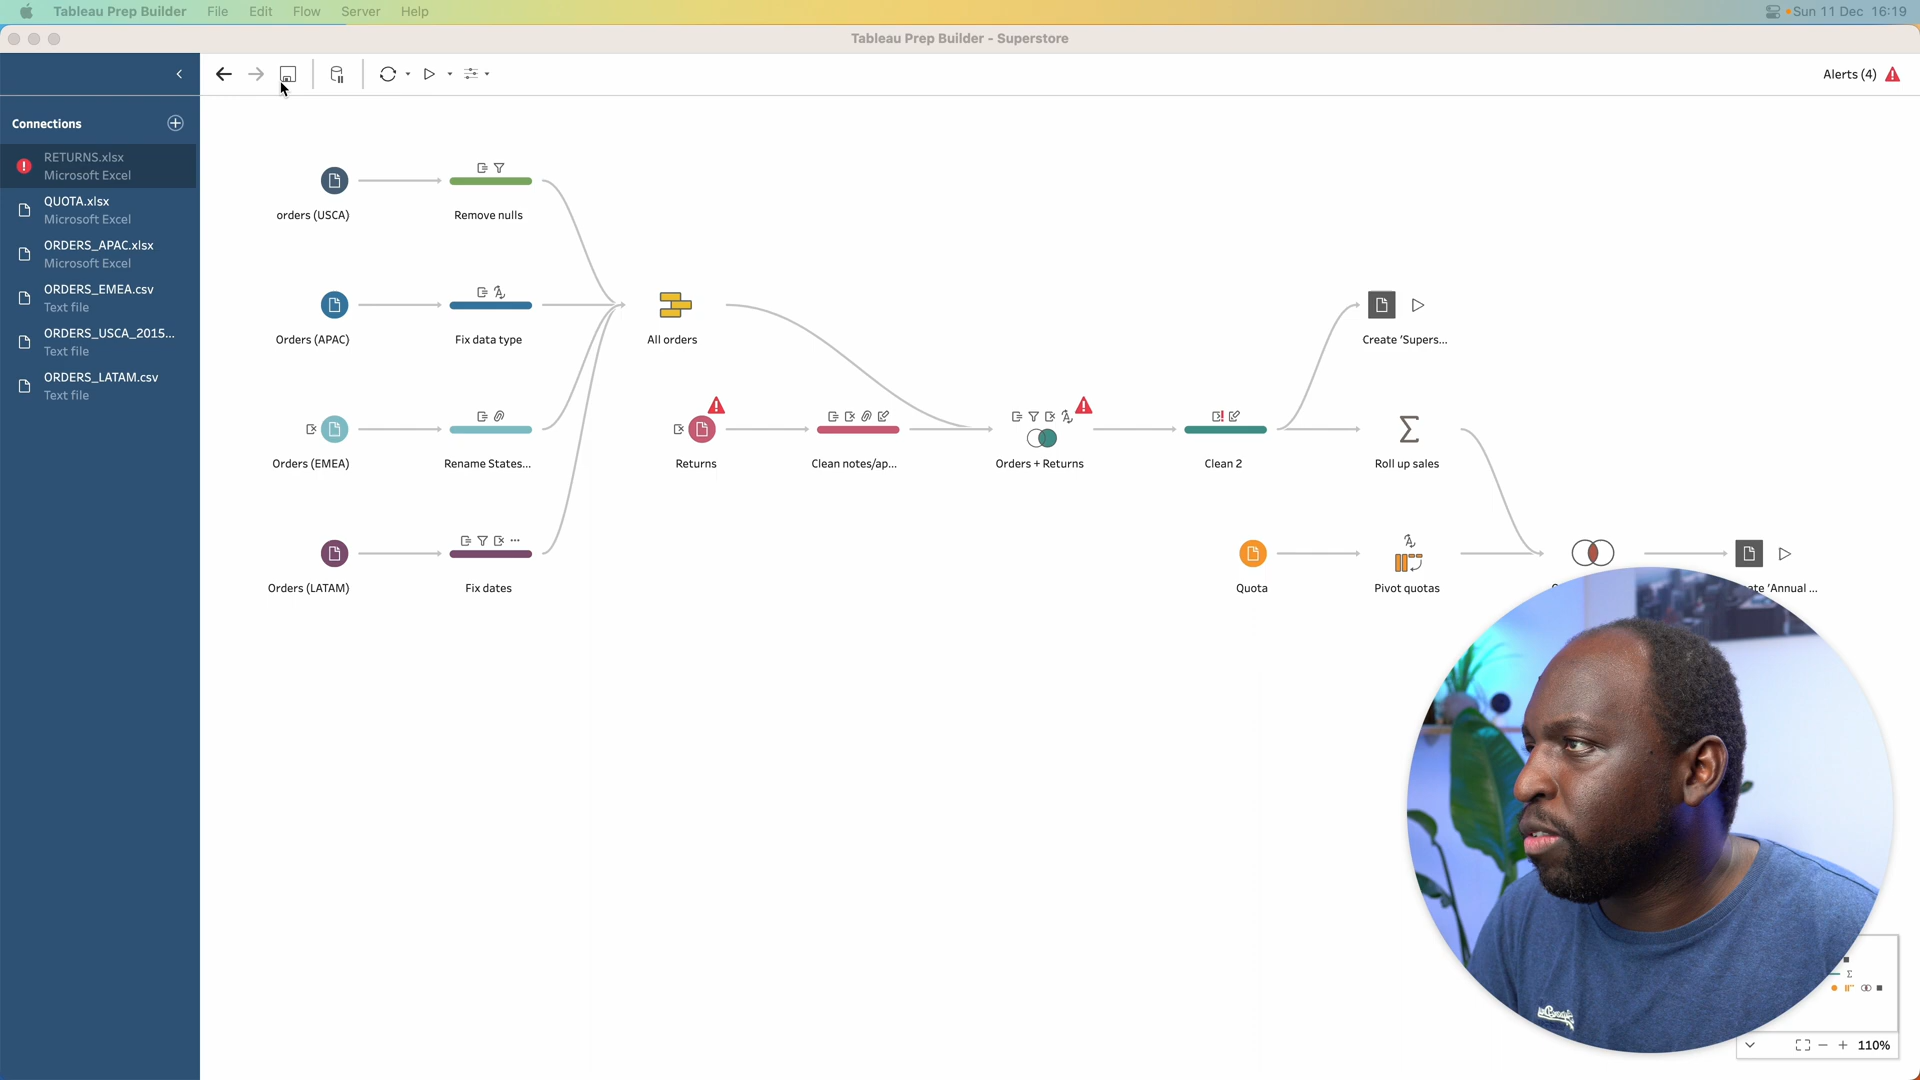 Tableau Prep Builder File Edit Flow Server Help
Sun 11 Dec 16:19
Tableau Prep Builder - Superstore
Alerts (4)
Connections
RETURNS.xlsx
Microsoft Excel
QUOTA.xlsx
Microsoft Excel
ORDERS_APAC.xlsx
Microsoft Excel
ORDERS_EMEA.csv
Text file
ORDERS_USCA_2015...
Text file
ORDERS_LATAM.csv
Text file
orders (USCA)
Remove nulls
Orders (APAC)
Fix data type
All orders
Create 'Supers...
Orders (EMEA)
Rename States...
Returns
Clean notes/ap...
Orders + Returns
Clean 2
Roll up sales
Orders (LATAM)
Fix dates
Quota
Pivot quotas
'Annual ...
110%